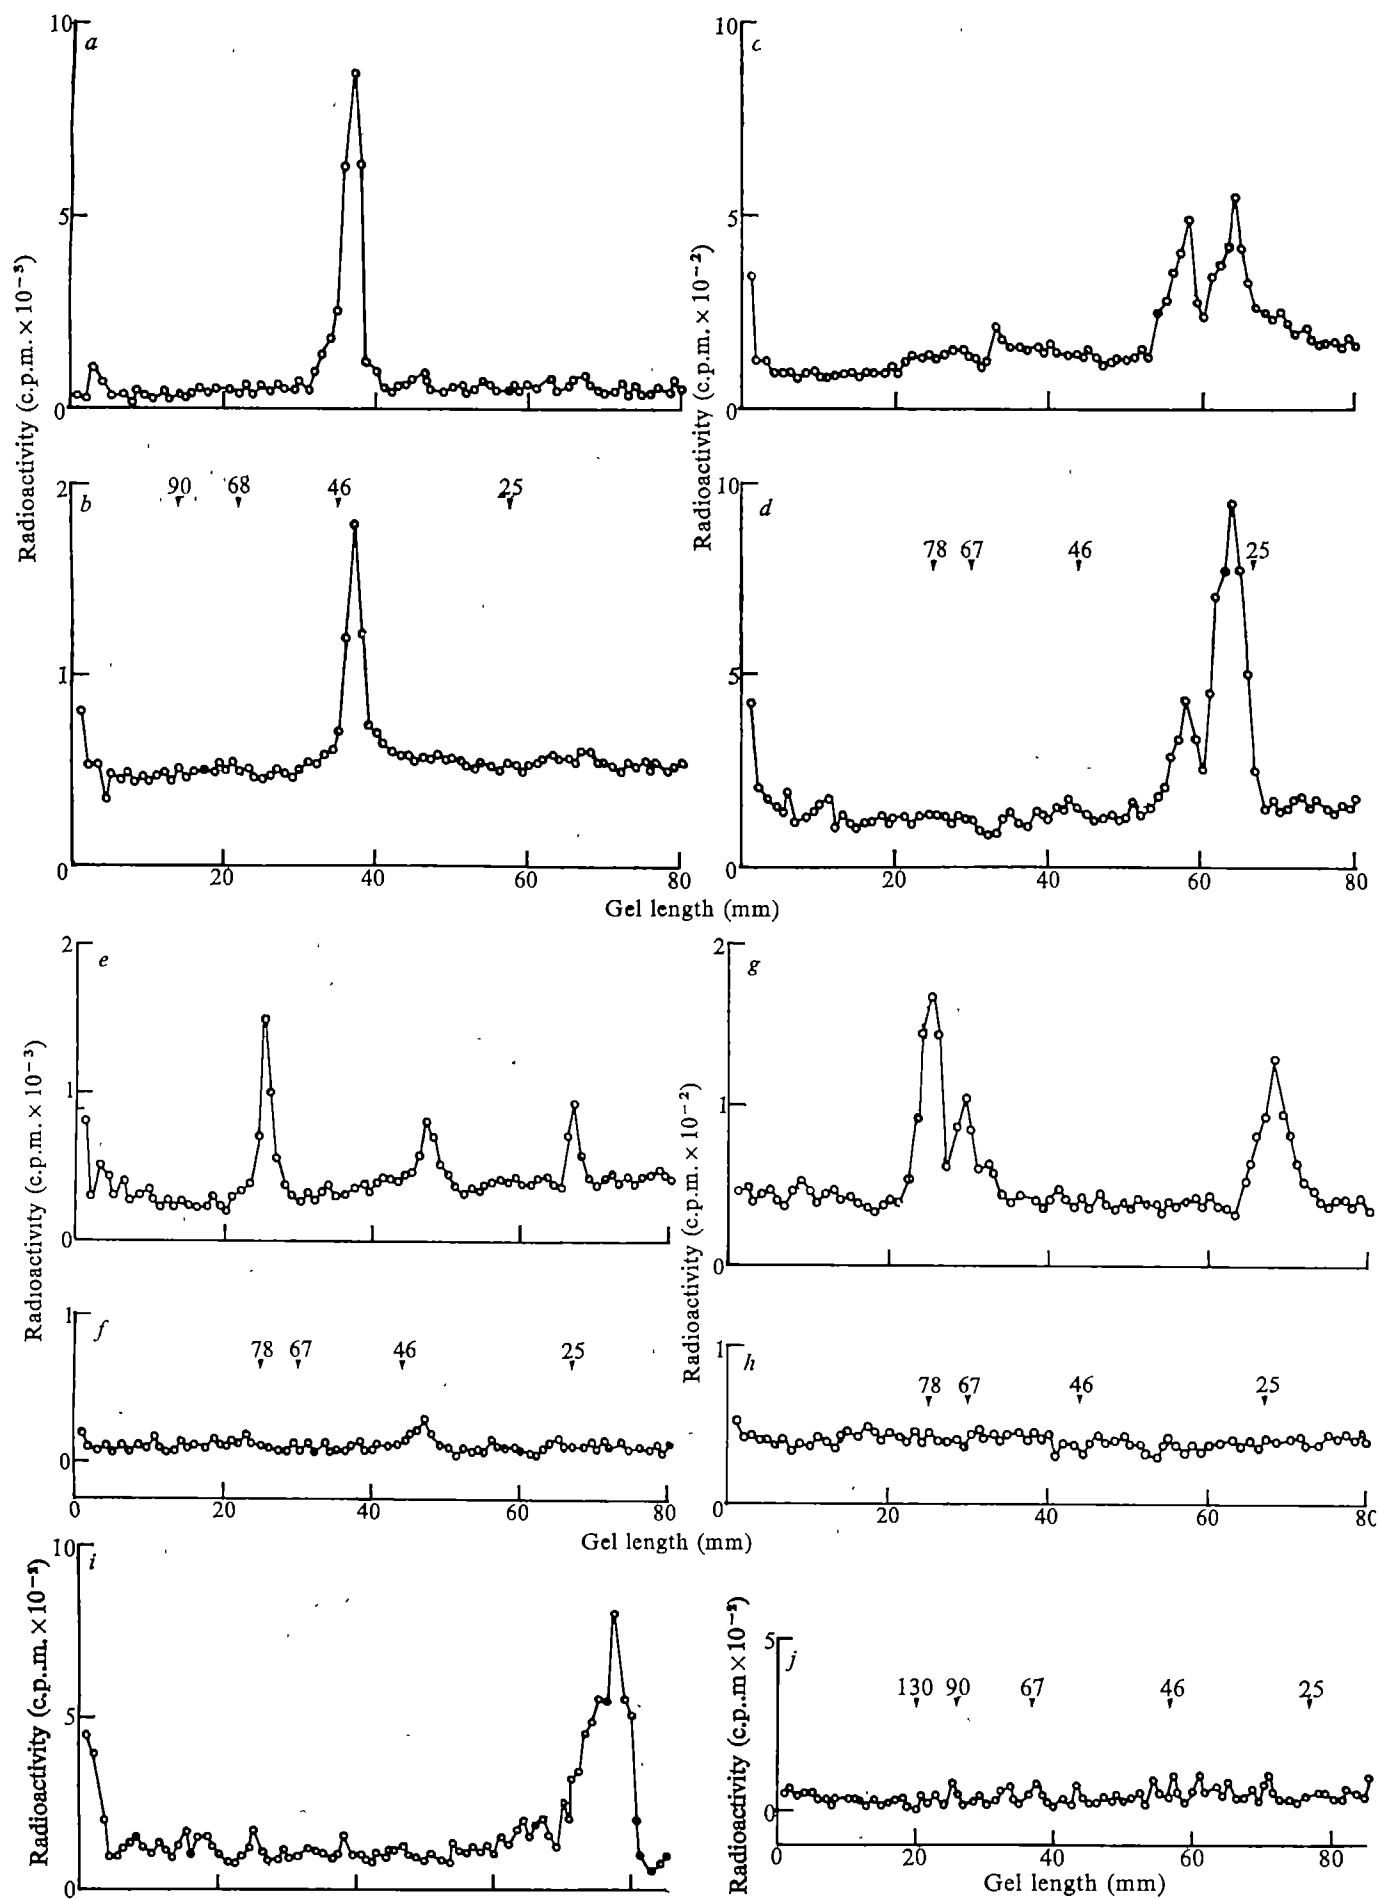 10
a
5
0
Radioactivity (c.p.m. × 10⁻³)
2
b
90 68 46 25
1
0
0 20 40 60 80
10
c
5
0
Radioactivity (c.p.m. × 10⁻²)
10
d
78 67 46 25
5
0
20 40 60 80
Gel length (mm)
2
e
1
0
Radioactivity (c.p.m. × 10⁻³)
1
f
78 67 46 25
0
0 20 40 60 80
2
g
1
0
Radioactivity (c.p.m. × 10⁻²)
1
h
78 67 46 25
0
20 40 60 80
Gel length (mm)
10
i
5
0
Radioactivity (c.p.m. × 10⁻²)
5
j
130 90 67 46 25
0
Radioactivity (c.p..m × 10⁻²)
0 20 40 60 80
Gel length (mm)